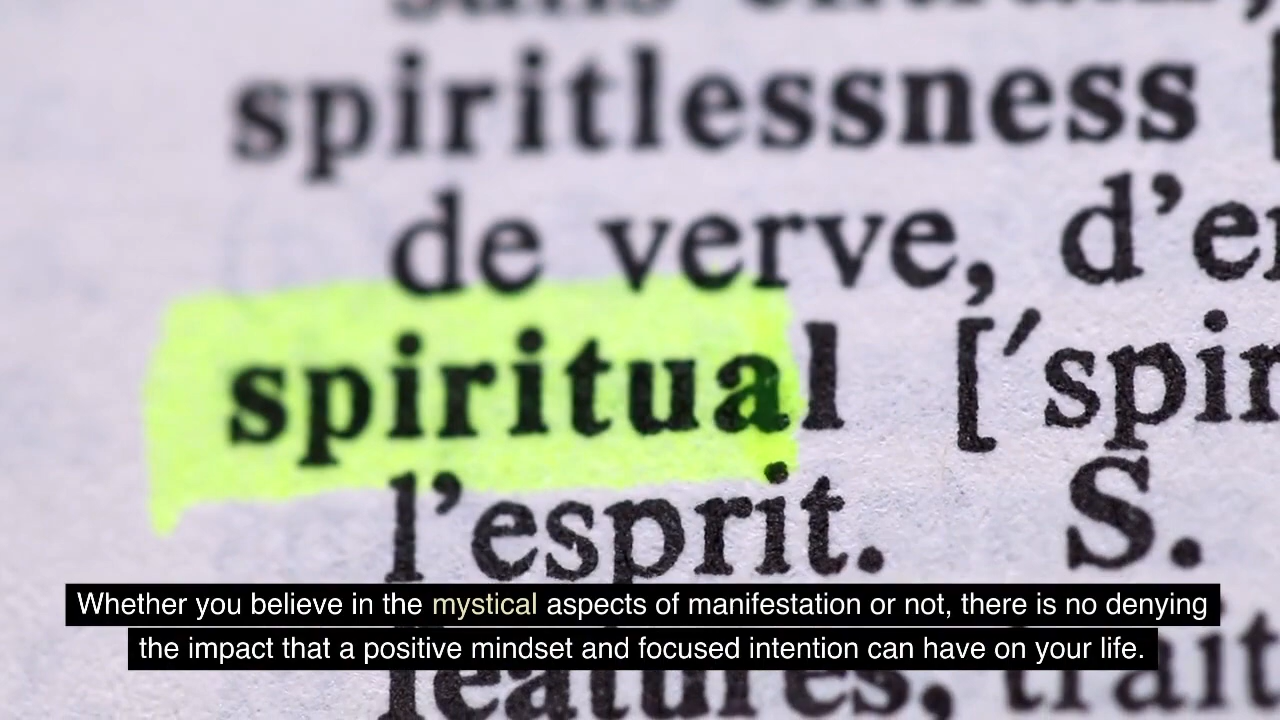 spiritlessness
de verve, d'e
spiritual ['spir
l'esprit. S.
Whether you believe in the mystical aspects of manifestation or not, there is no denying
the impact that a positive mindset and focused intention can have on your life.
features, trait